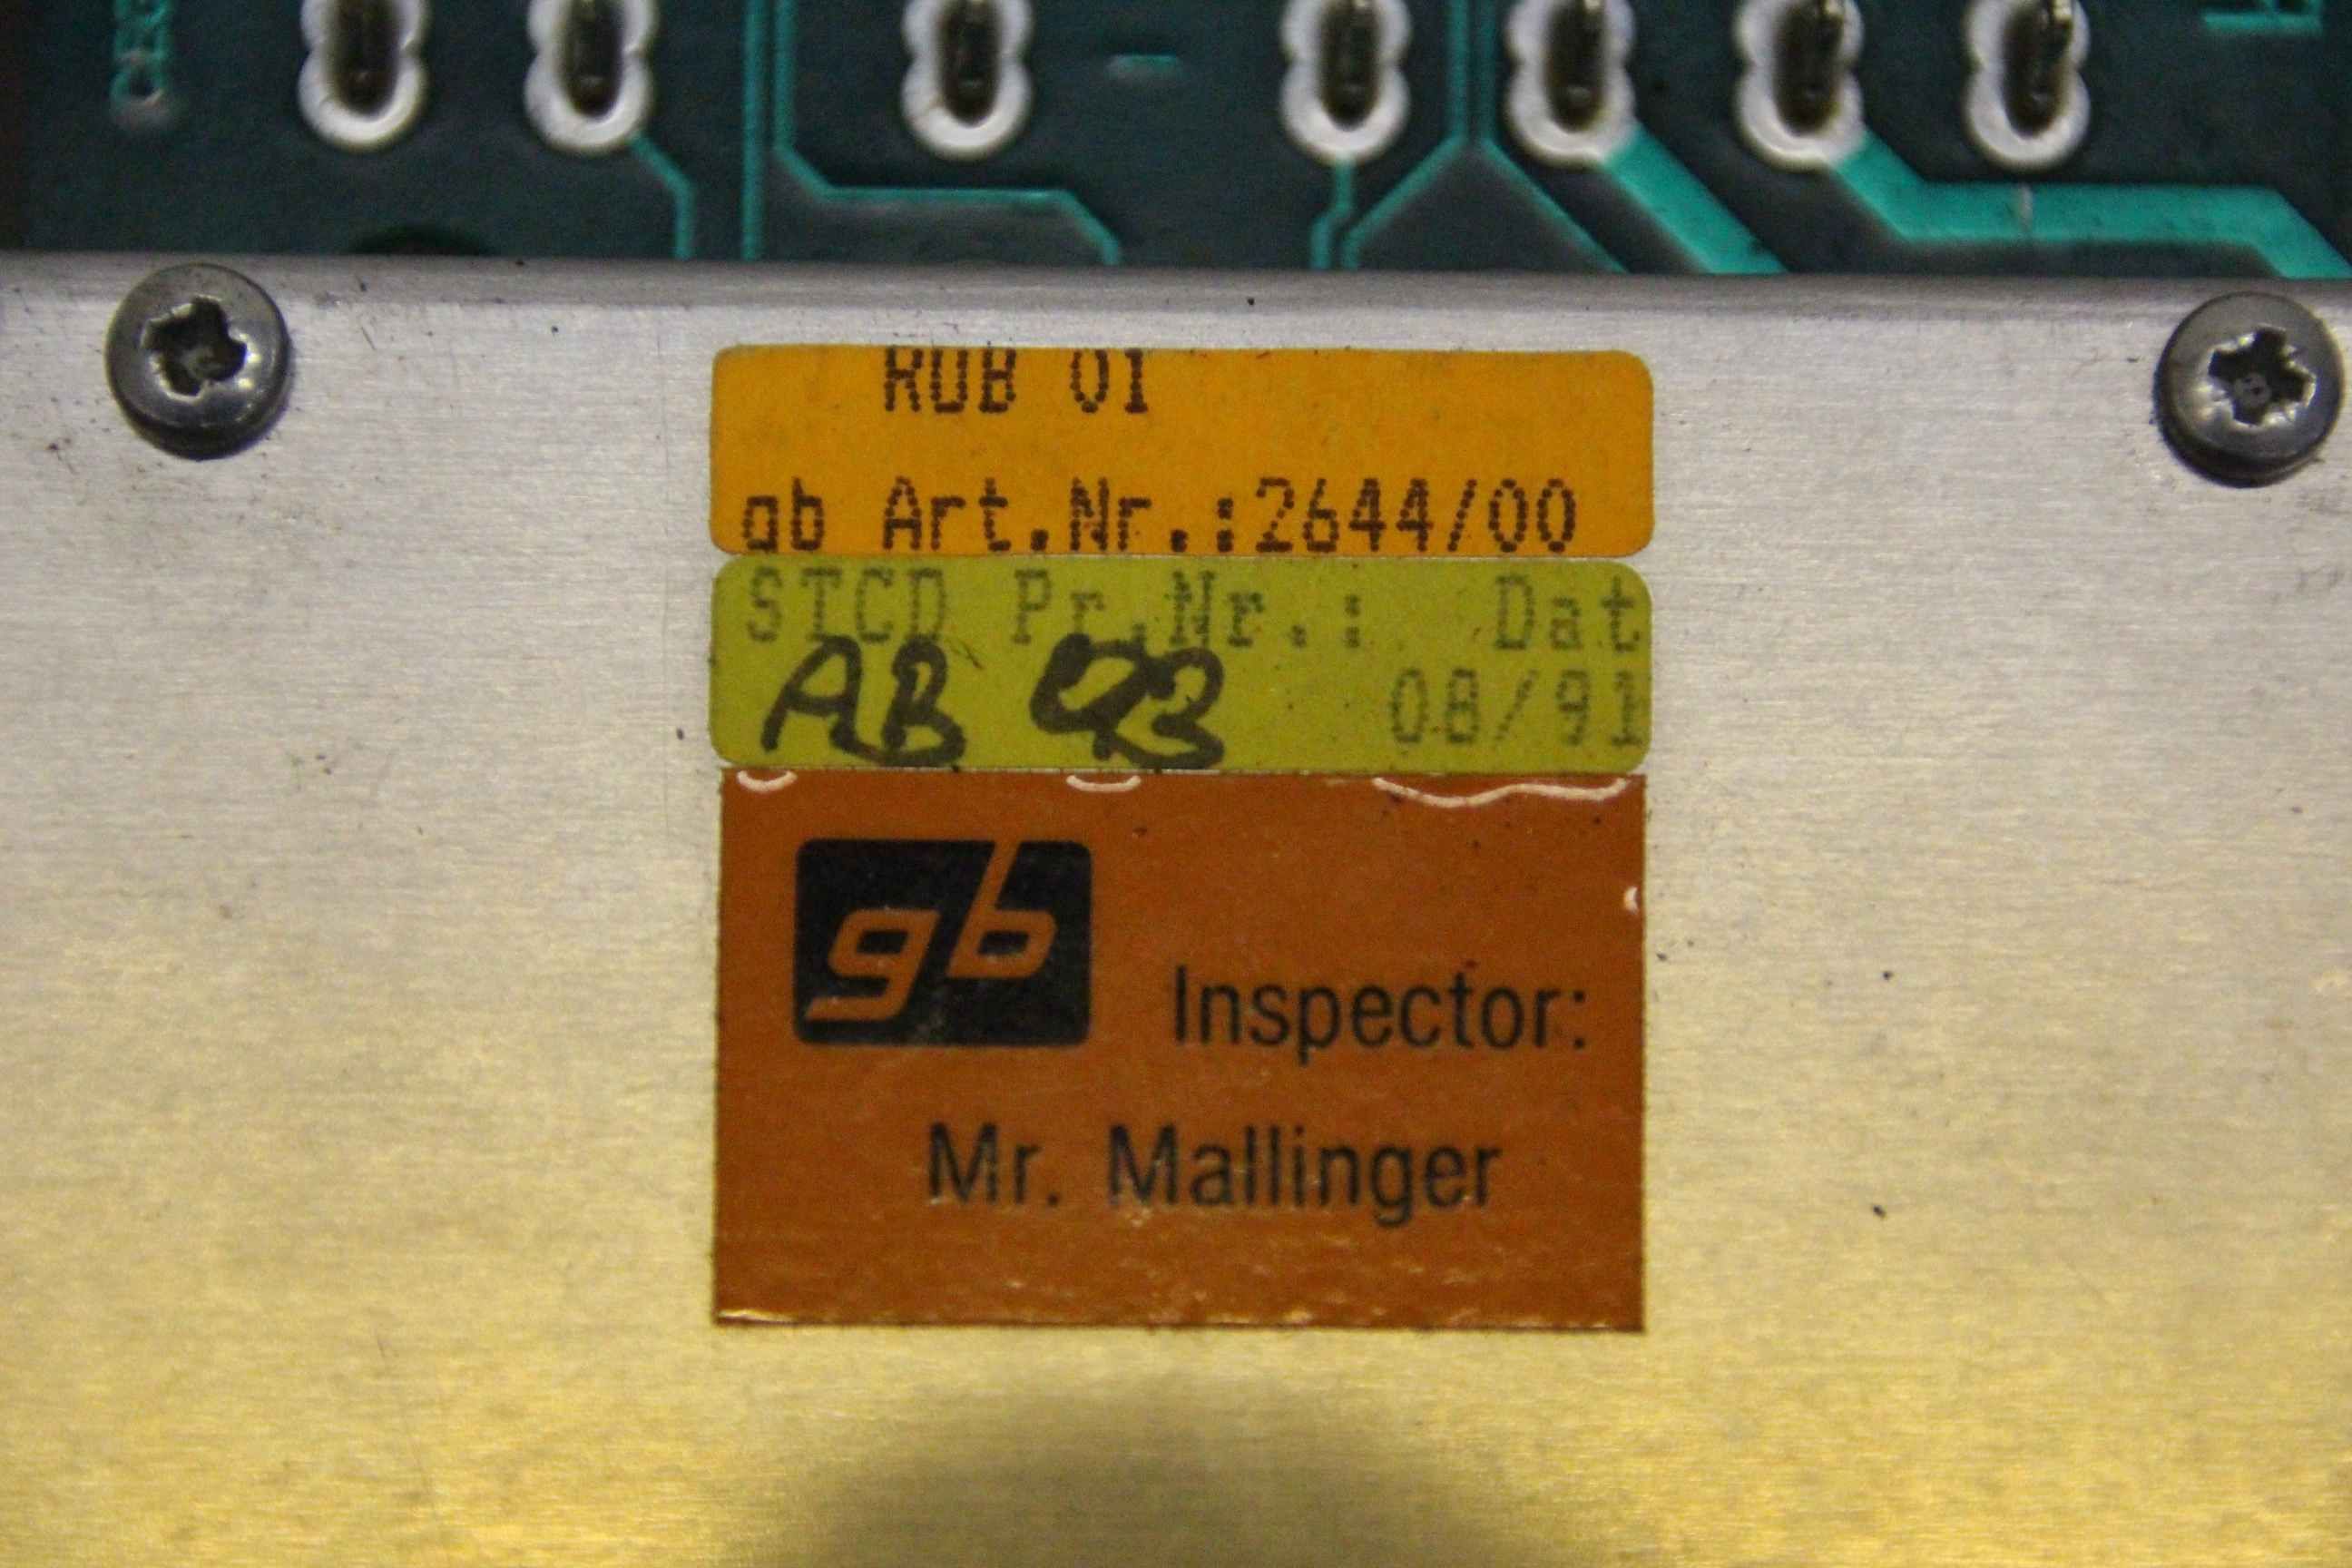 RUB 01
gb Art.Nr.:2644/00
STCD Pr.Nr.: Dat
AB 08/91
gb Inspector:
Mr. Mallinger